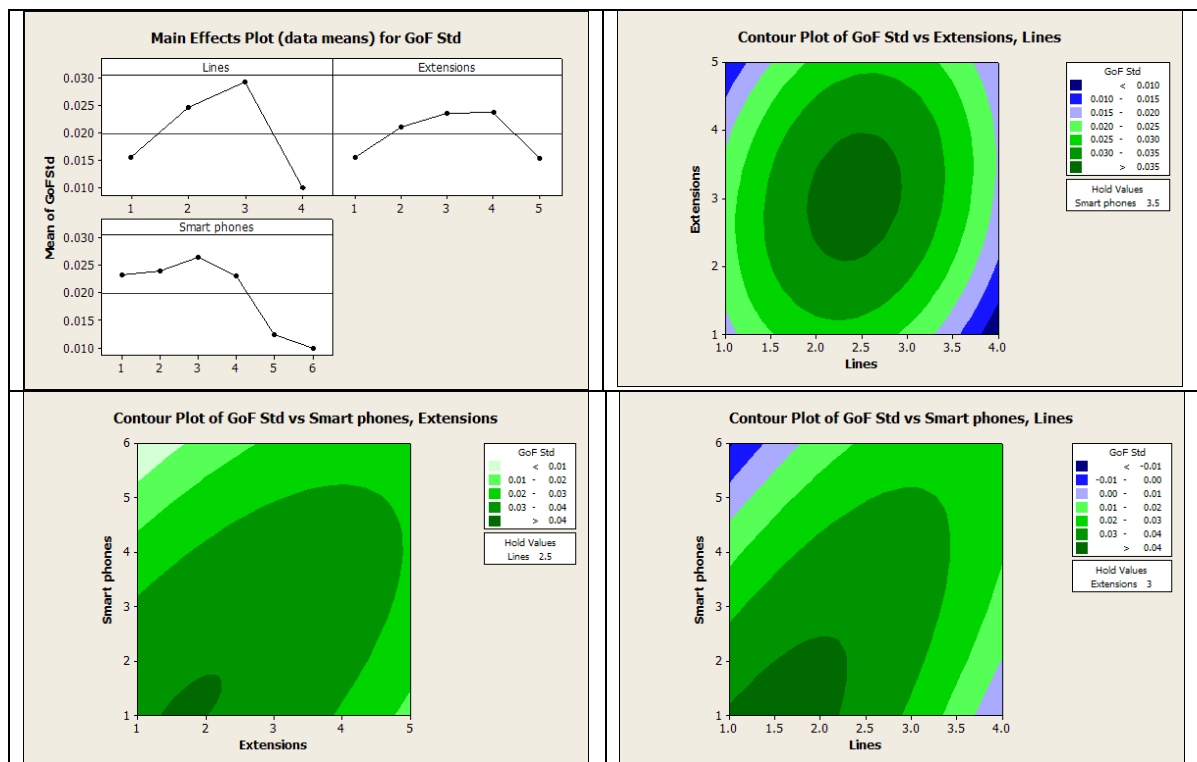 Main Effects Plot (data means) for GoF Std
Mean of GoF Std
Lines
Extensions
0.030
0.025
0.020
0.015
0.010
1 2 3 4
1 2 3 4 5
Smart phones
0.030
0.025
0.020
0.015
0.010
1 2 3 4 5 6
Contour Plot of GoF Std vs Extensions, Lines
Extensions
5
4
3
2
1
1.0 1.5 2.0 2.5 3.0 3.5 4.0
Lines
GoF Std
< 0.010
0.010 - 0.015
0.015 - 0.020
0.020 - 0.025
0.025 - 0.030
0.030 - 0.035
> 0.035
Hold Values
Smart phones 3.5
Contour Plot of GoF Std vs Smart phones, Extensions
Smart phones
6
5
4
3
2
1
1 2 3 4 5
Extensions
GoF Std
< 0.01
0.01 - 0.02
0.02 - 0.03
0.03 - 0.04
> 0.04
Hold Values
Lines 2.5
Contour Plot of GoF Std vs Smart phones, Lines
Smart phones
6
5
4
3
2
1
1.0 1.5 2.0 2.5 3.0 3.5 4.0
Lines
GoF Std
< -0.01
-0.01 - 0.00
0.00 - 0.01
0.01 - 0.02
0.02 - 0.03
0.03 - 0.04
> 0.04
Hold Values
Extensions 3